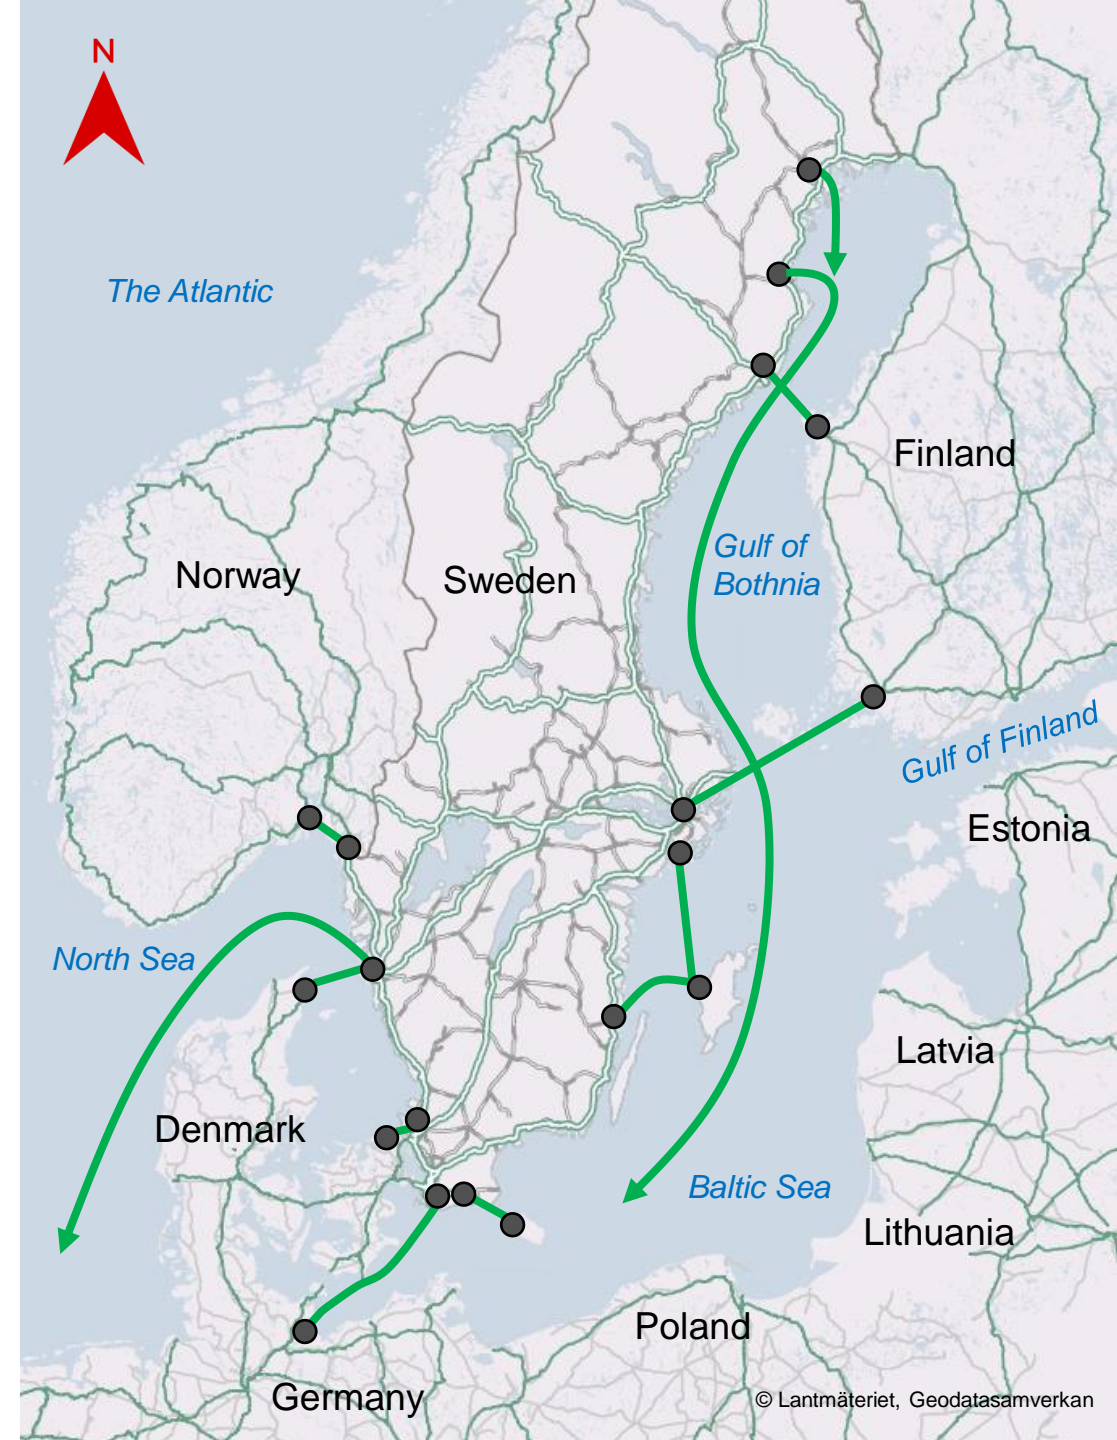 N
The Atlantic
Finland
Gulf of
Bothnia
Norway
Sweden
Gulf of Finland
Estonia
North Sea
Latvia
Denmark
Baltic Sea
Lithuania
Poland
Germany
© Lantmäteriet, Geodatasamverkan